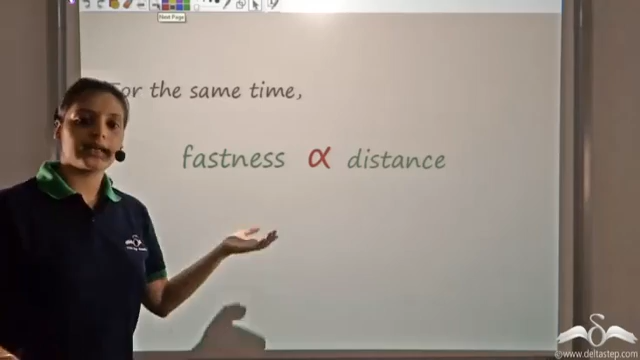 Next Page
For the same time,
fastness ∝ distance
@www.deltastep.com